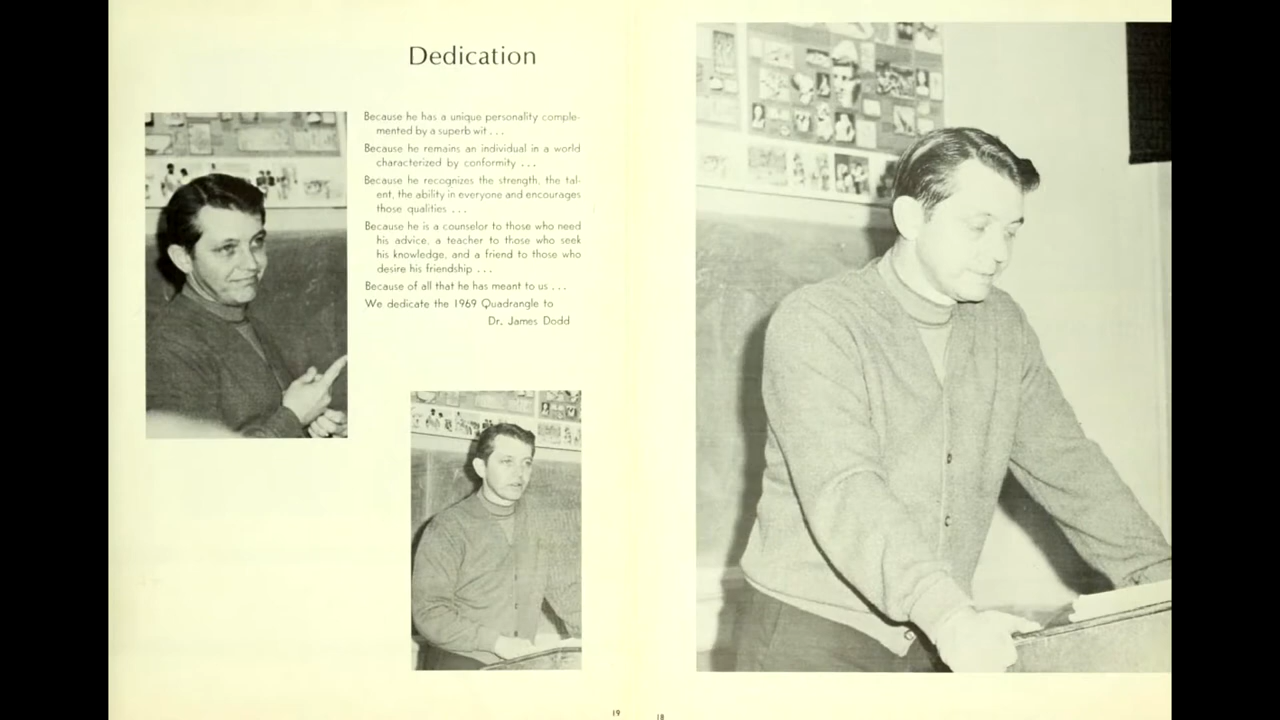 Dedication
Because he has a unique personality comple-
mented by a superb wit . . .
Because he remains an individual in a world
characterized by conformity . . .
Because he recognizes the strength, the tal-
ent, the ability in everyone and encourages
those qualities . . .
Because he is a counselor to those who need
his advice, a teacher to those who seek
his knowledge, and a friend to those who
desire his friendship . . .
Because of all that he has meant to us . . .
We dedicate the 1969 Quadrangle to
Dr. James Dodd
19
18